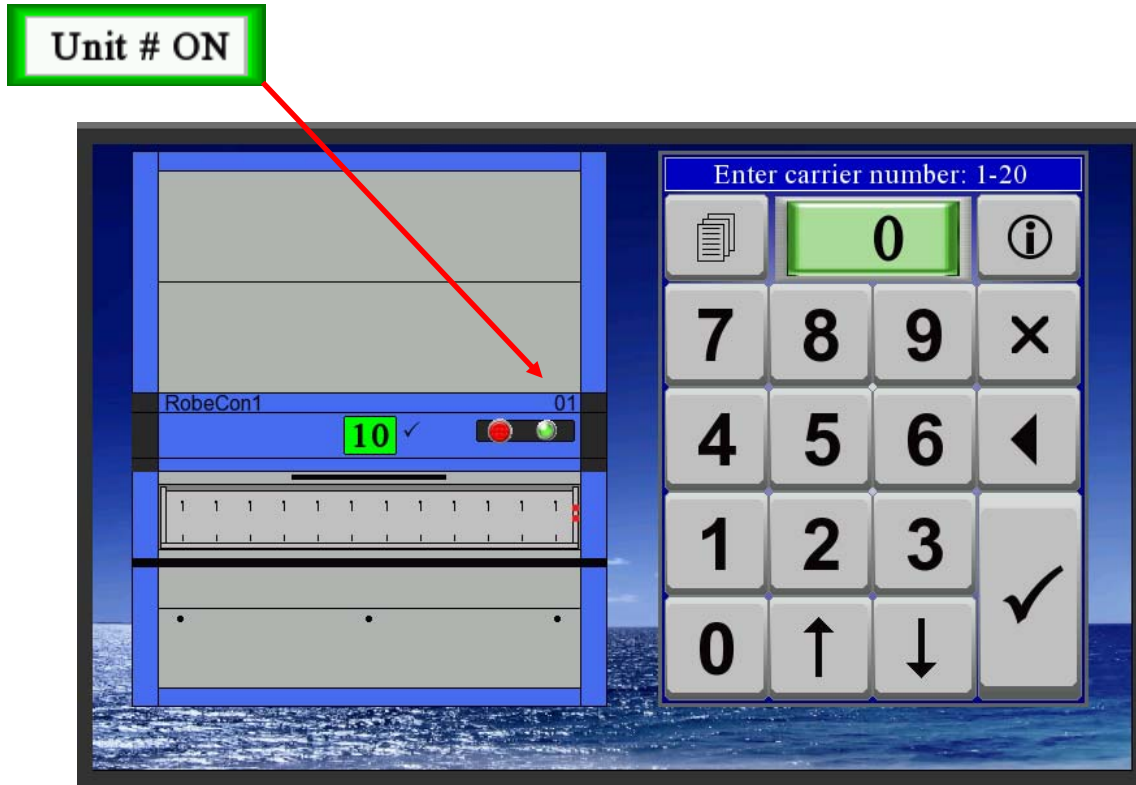 Unit # ON
Enter carrier number: 1-20
0
RobeCon1 01
10 ✓
7 8 9 ×
4 5 6
1 2 3
0 ↑ ↓ ✓